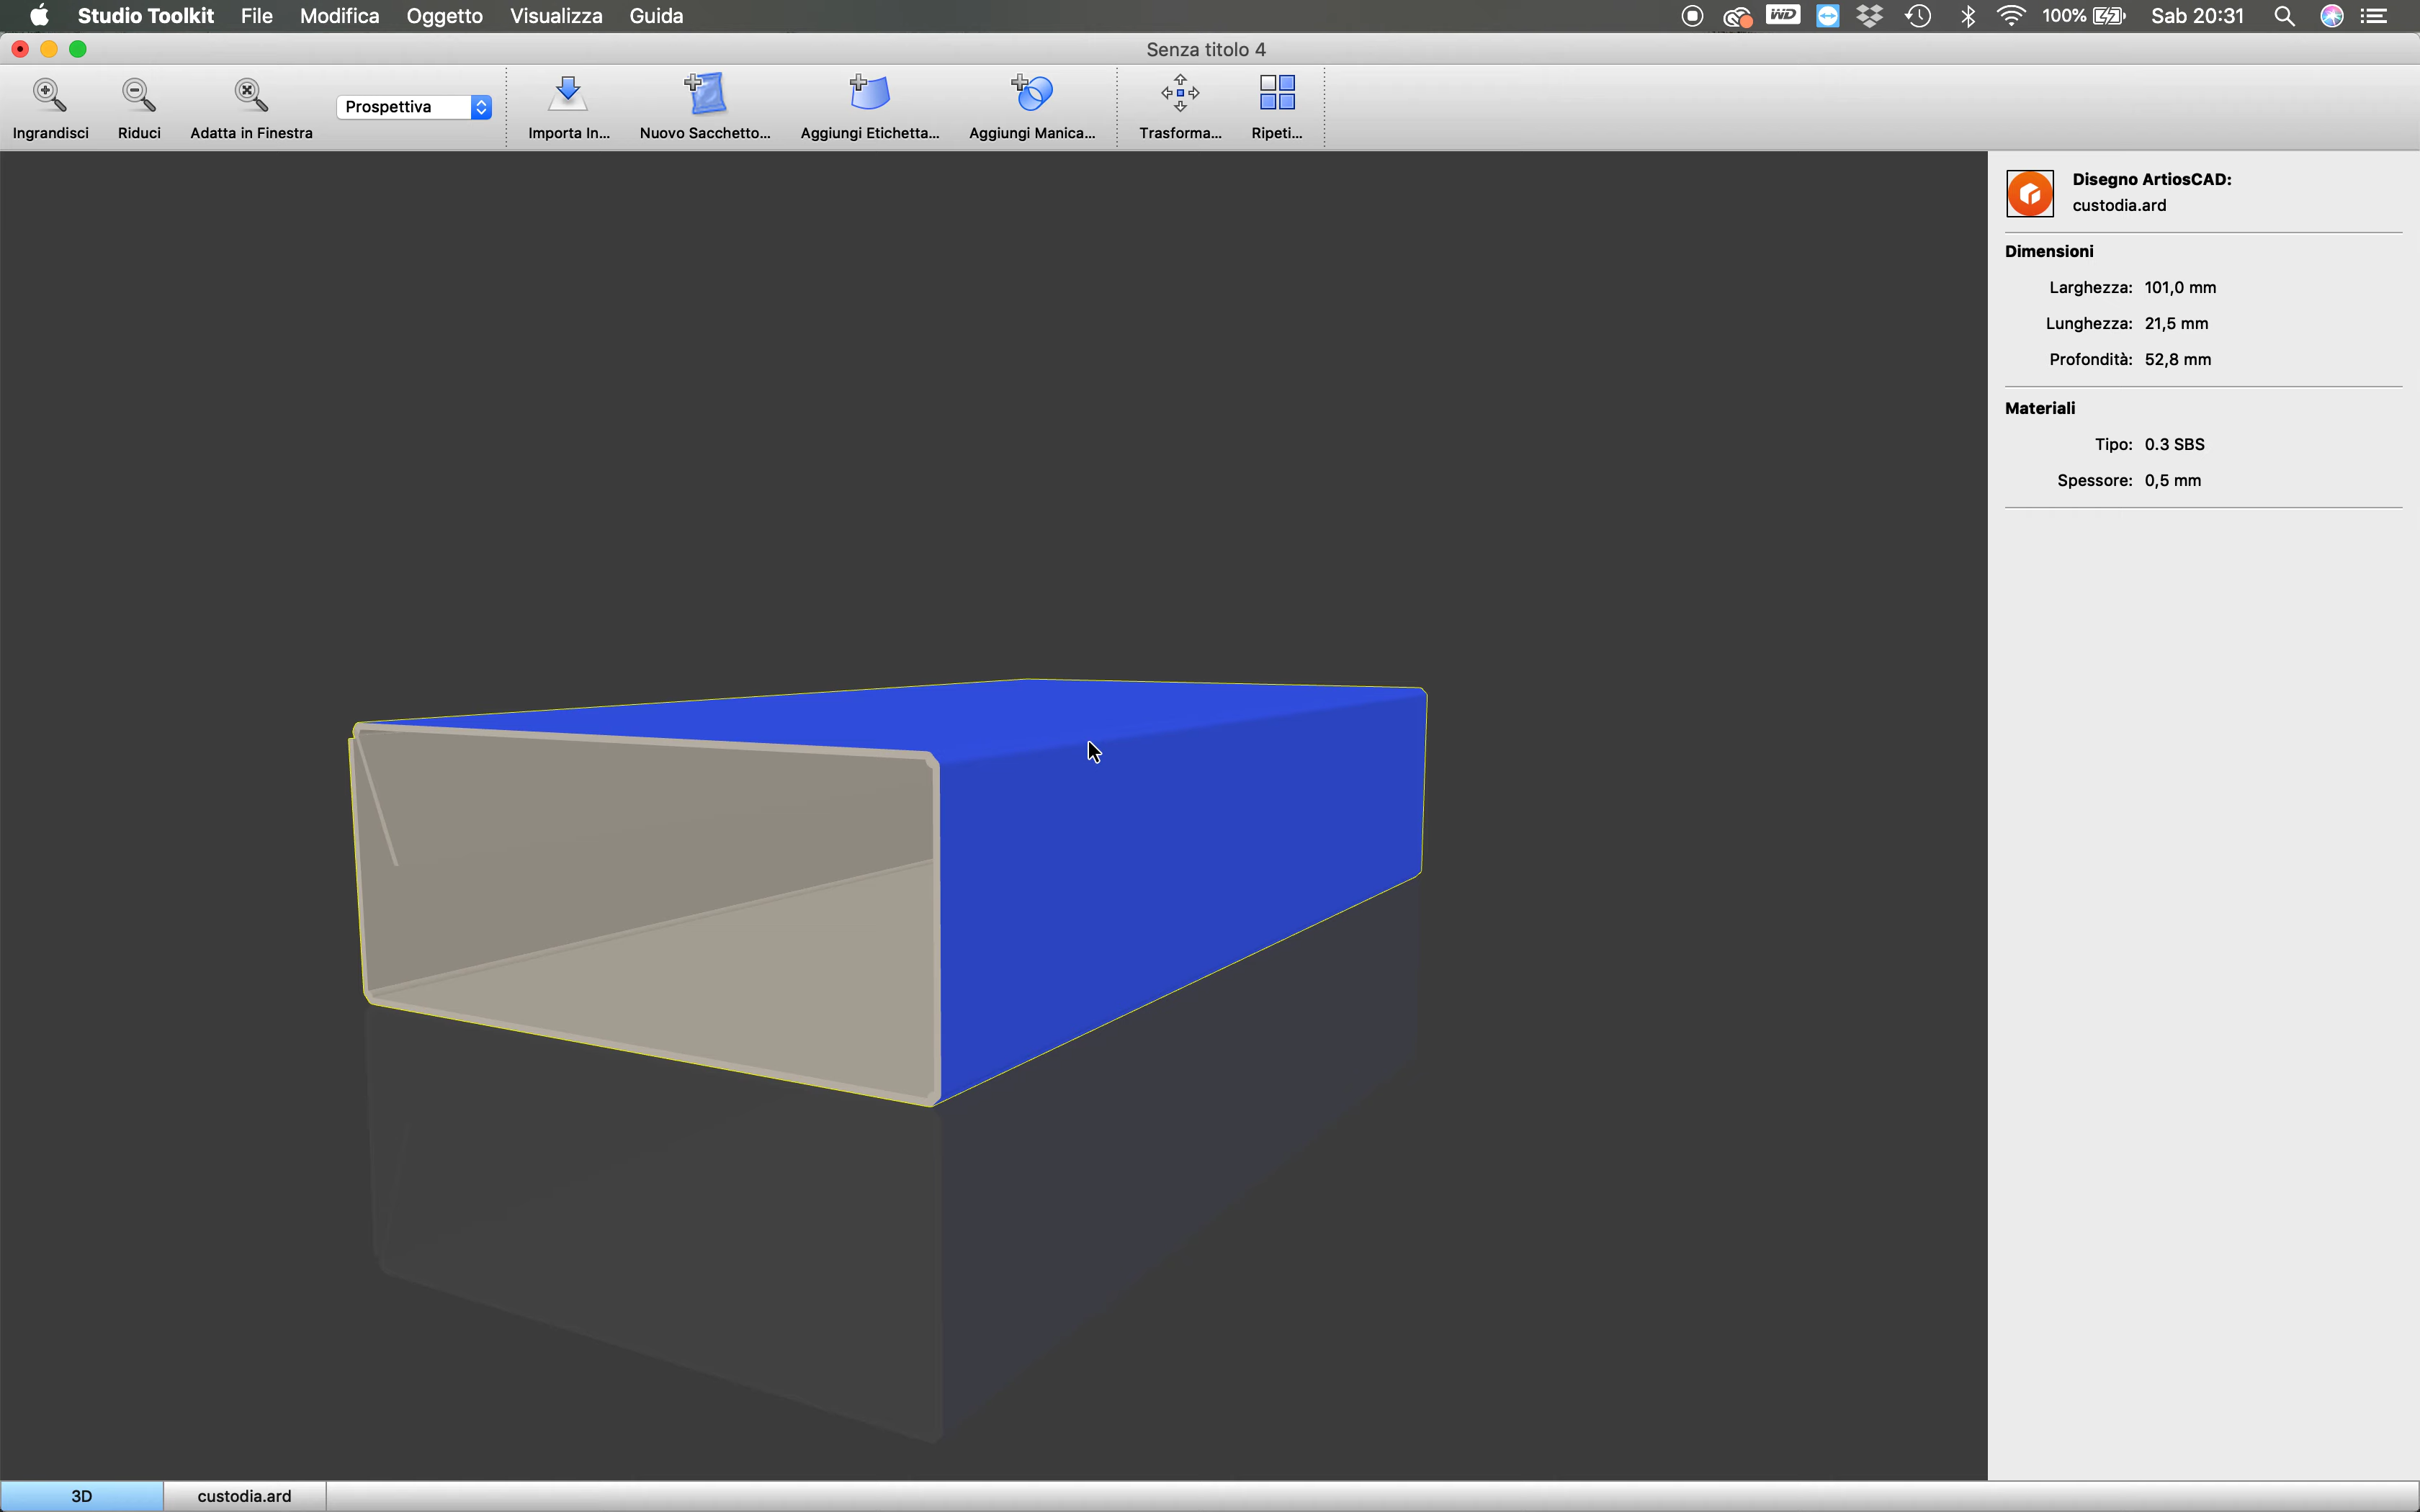 Studio Toolkit File Modifica Oggetto Visualizza Guida WD 100% Sab 20:31
Senza titolo 4
Prospettiva
Ingrandisci Riduci Adatta in Finestra Importa In... Nuovo Sacchetto... Aggiungi Etichetta... Aggiungi Manica... Trasforma... Ripeti...
Disegno ArtiosCAD:
custodia.ard
Dimensioni
Larghezza: 101,0 mm
Lunghezza: 21,5 mm
Profondità: 52,8 mm
Materiali
Tipo: 0.3 SBS
Spessore: 0,5 mm
3D custodia.ard